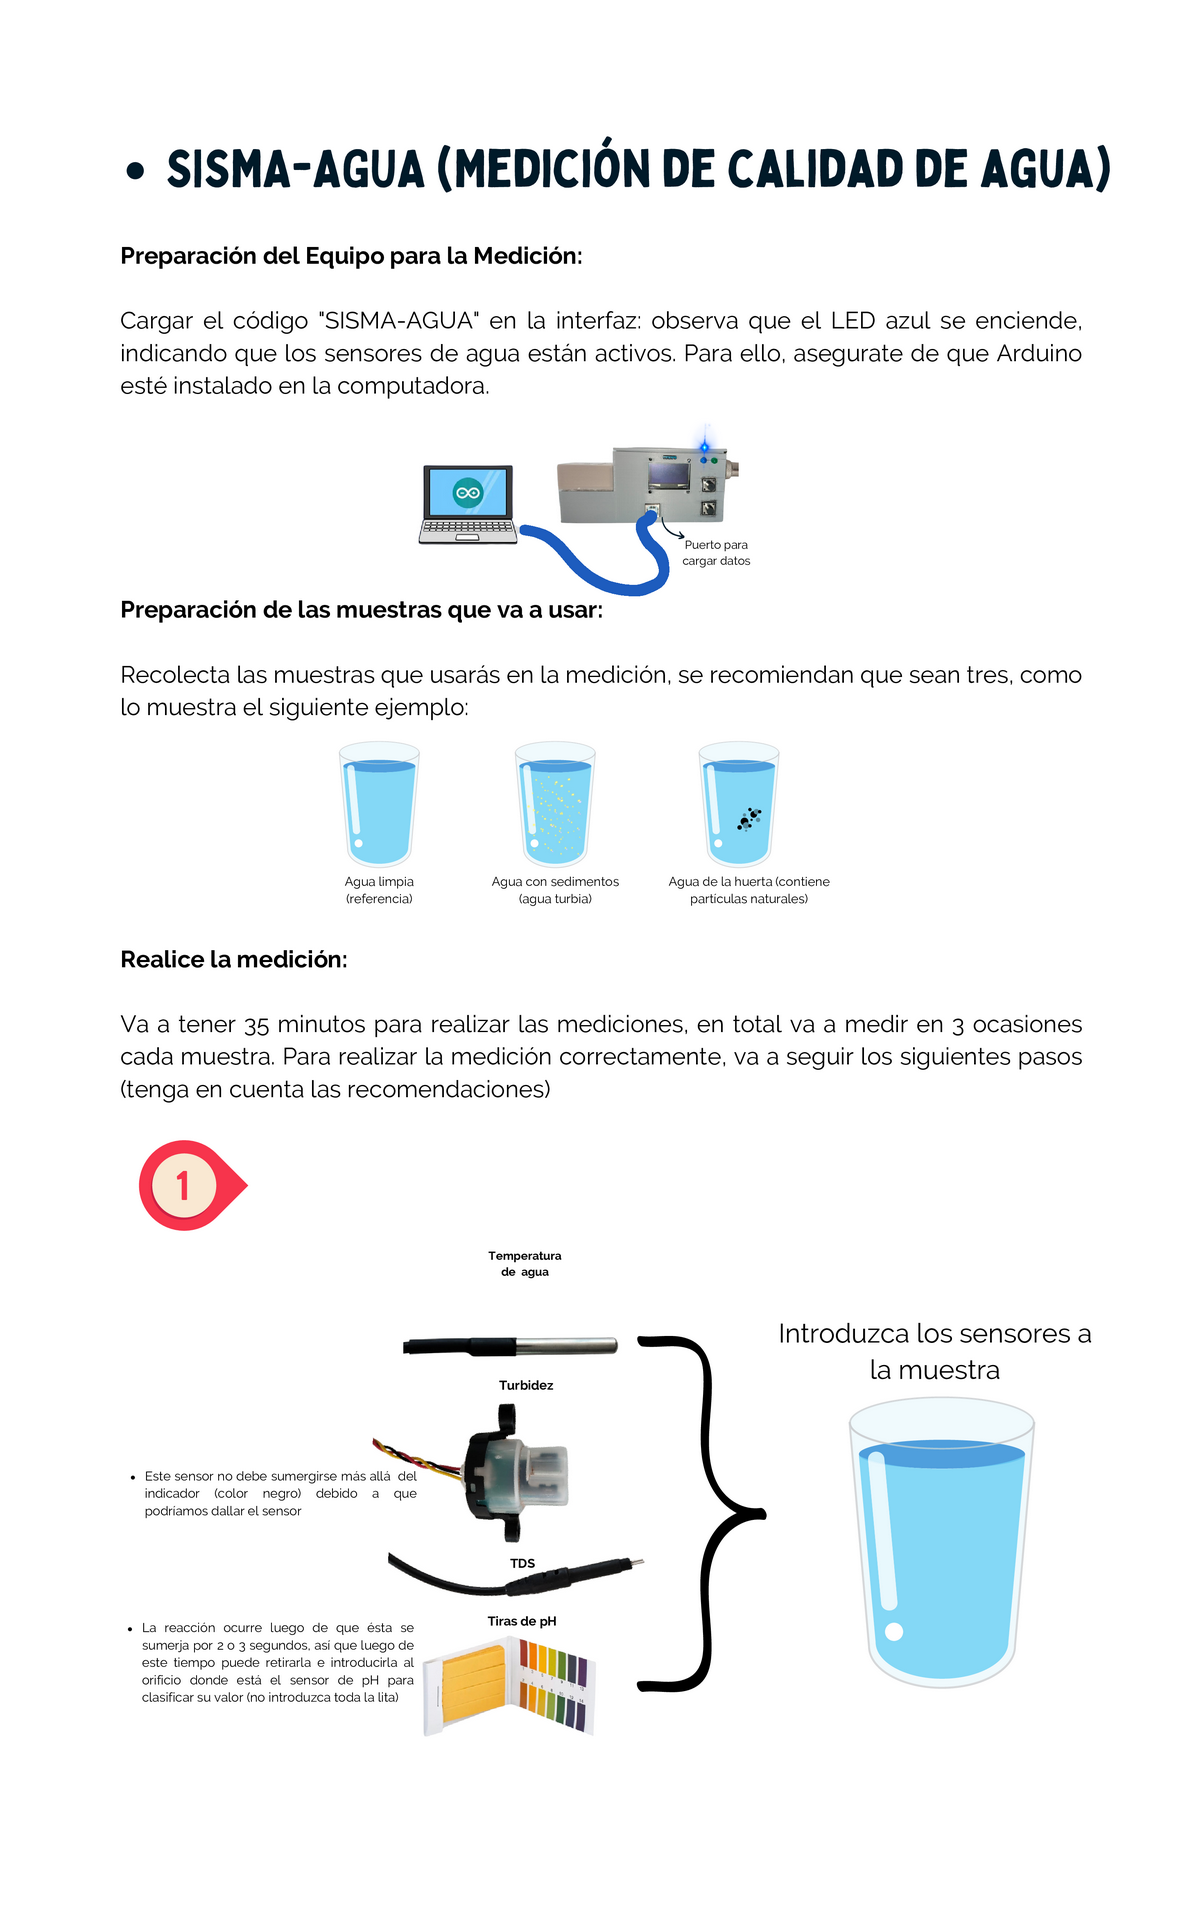 • SISMA-AGUA (MEDICIÓN DE CALIDAD DE AGUA)
Preparación del Equipo para la Medición:
Cargar el código "SISMA-AGUA" en la interfaz: observa que el LED azul se enciende,
indicando que los sensores de agua están activos. Para ello, asegurate de que Arduino
esté instalado en la computadora.
Puerto para
cargar datos
Preparación de las muestras que va a usar:
Recolecta las muestras que usarás en la medición, se recomiendan que sean tres, como
lo muestra el siguiente ejemplo:
Agua limpia
(referencia)
Agua con sedimentos
(agua turbia)
Agua de la huerta (contiene
partículas naturales)
Realice la medición:
Va a tener 35 minutos para realizar las mediciones, en total va a medir en 3 ocasiones
cada muestra. Para realizar la medición correctamente, va a seguir los siguientes pasos
(tenga en cuenta las recomendaciones)
1
Temperatura
de agua
Introduzca los sensores a
la muestra
Turbidez
• Este sensor no debe sumergirse más allá del
indicador (color negro) debido a que
podriamos dallar el sensor
TDS
Tiras de pH
• La reacción ocurre luego de que ésta se
sumerja por 2 o 3 segundos, así que luego de
este tiempo puede retirarla e introducirla al
orificio donde está el sensor de pH para
clasificar su valor (no introduzca toda la lita)